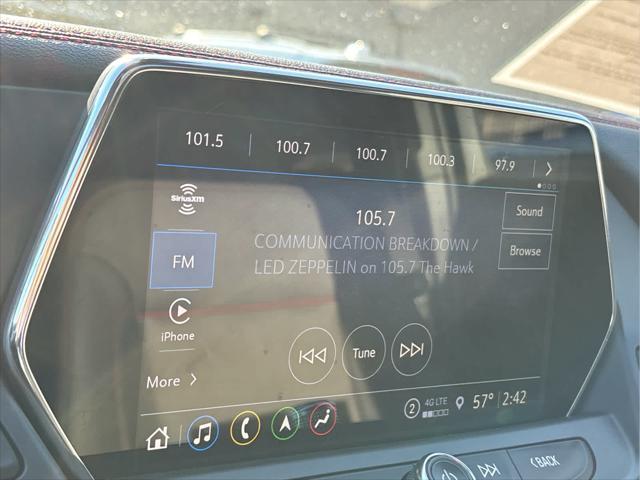 101.5 100.7 100.7 100.3 97.9
SiriusXM
105.7
Sound
COMMUNICATION BREAKDOWN /
LED ZEPPELIN on 105.7 The Hawk
Browse
FM
iPhone
Tune
More
2 4G LTE 57° 2:42
BACK